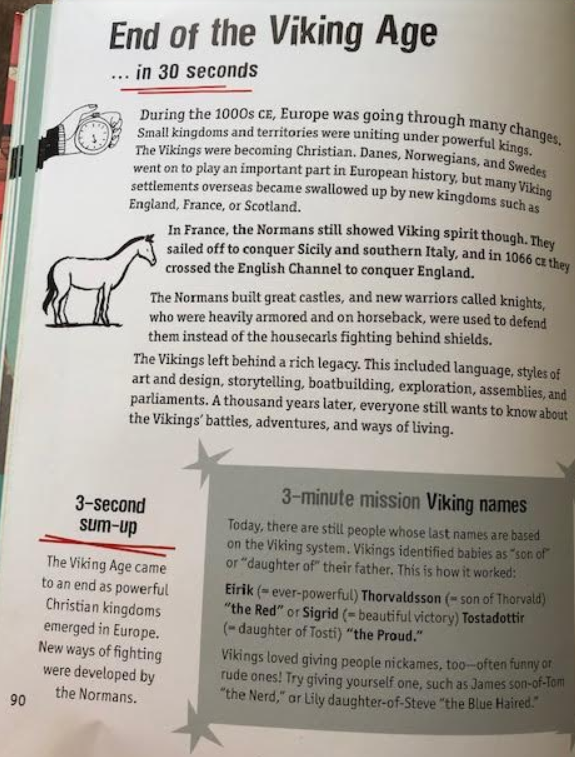 End of the Viking Age
... in 30 seconds
During the 1000s CE, Europe was going through many changes.
Small kingdoms and territories were uniting under powerful kings.
The Vikings were becoming Christian. Danes, Norwegians, and Swedes
went on to play an important part in European history, but many Viking
settlements overseas became swallowed up by new kingdoms such as
England, France, or Scotland.
In France, the Normans still showed Viking spirit though. They
sailed off to conquer Sicily and southern Italy, and in 1066 CE they
crossed the English Channel to conquer England.
The Normans built great castles, and new warriors called knights,
who were heavily armored and on horseback, were used to defend
them instead of the housecarls fighting behind shields.
The Vikings left behind a rich legacy. This included language, styles of
art and design, storytelling, boatbuilding, exploration, assemblies, and
parliaments. A thousand years later, everyone still wants to know about
the Vikings' battles, adventures, and ways of living.
3-second
sum-up
The Viking Age came
to an end as powerful
Christian kingdoms
emerged in Europe.
New ways of fighting
were developed by
the Normans.
3-minute mission Viking names
Today, there are still people whose last names are based
on the Viking system. Vikings identified babies as "son of"
or "daughter of" their father. This is how it worked:
Eirik (= ever-powerful) Thorvaldsson (= son of Thorvald)
"the Red" or Sigrid (= beautiful victory) Tostadottir
(= daughter of Tosti) "the Proud."
Vikings loved giving people nickames, too—often funny or
rude ones! Try giving yourself one, such as James son-of-Tom
"the Nerd," or Lily daughter-of-Steve "the Blue Haired."
90